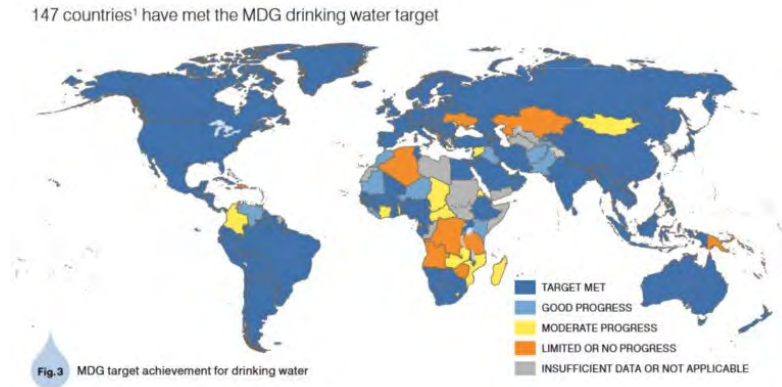 147 countries¹ have met the MDG drinking water target
TARGET MET
GOOD PROGRESS
MODERATE PROGRESS
LIMITED OR NO PROGRESS
INSUFFICIENT DATA OR NOT APPLICABLE
Fig.3 MDG target achievement for drinking water